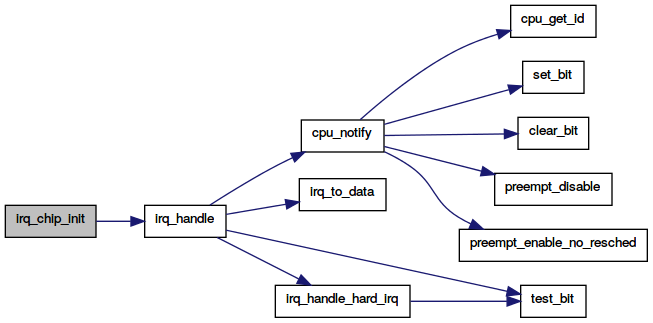 cpu_get_id
set_bit
cpu_notify
clear_bit
irq_to_data
preempt_disable
irq_chip_init
irq_handle
preempt_enable_no_resched
irq_handle_hard_irq
test_bit